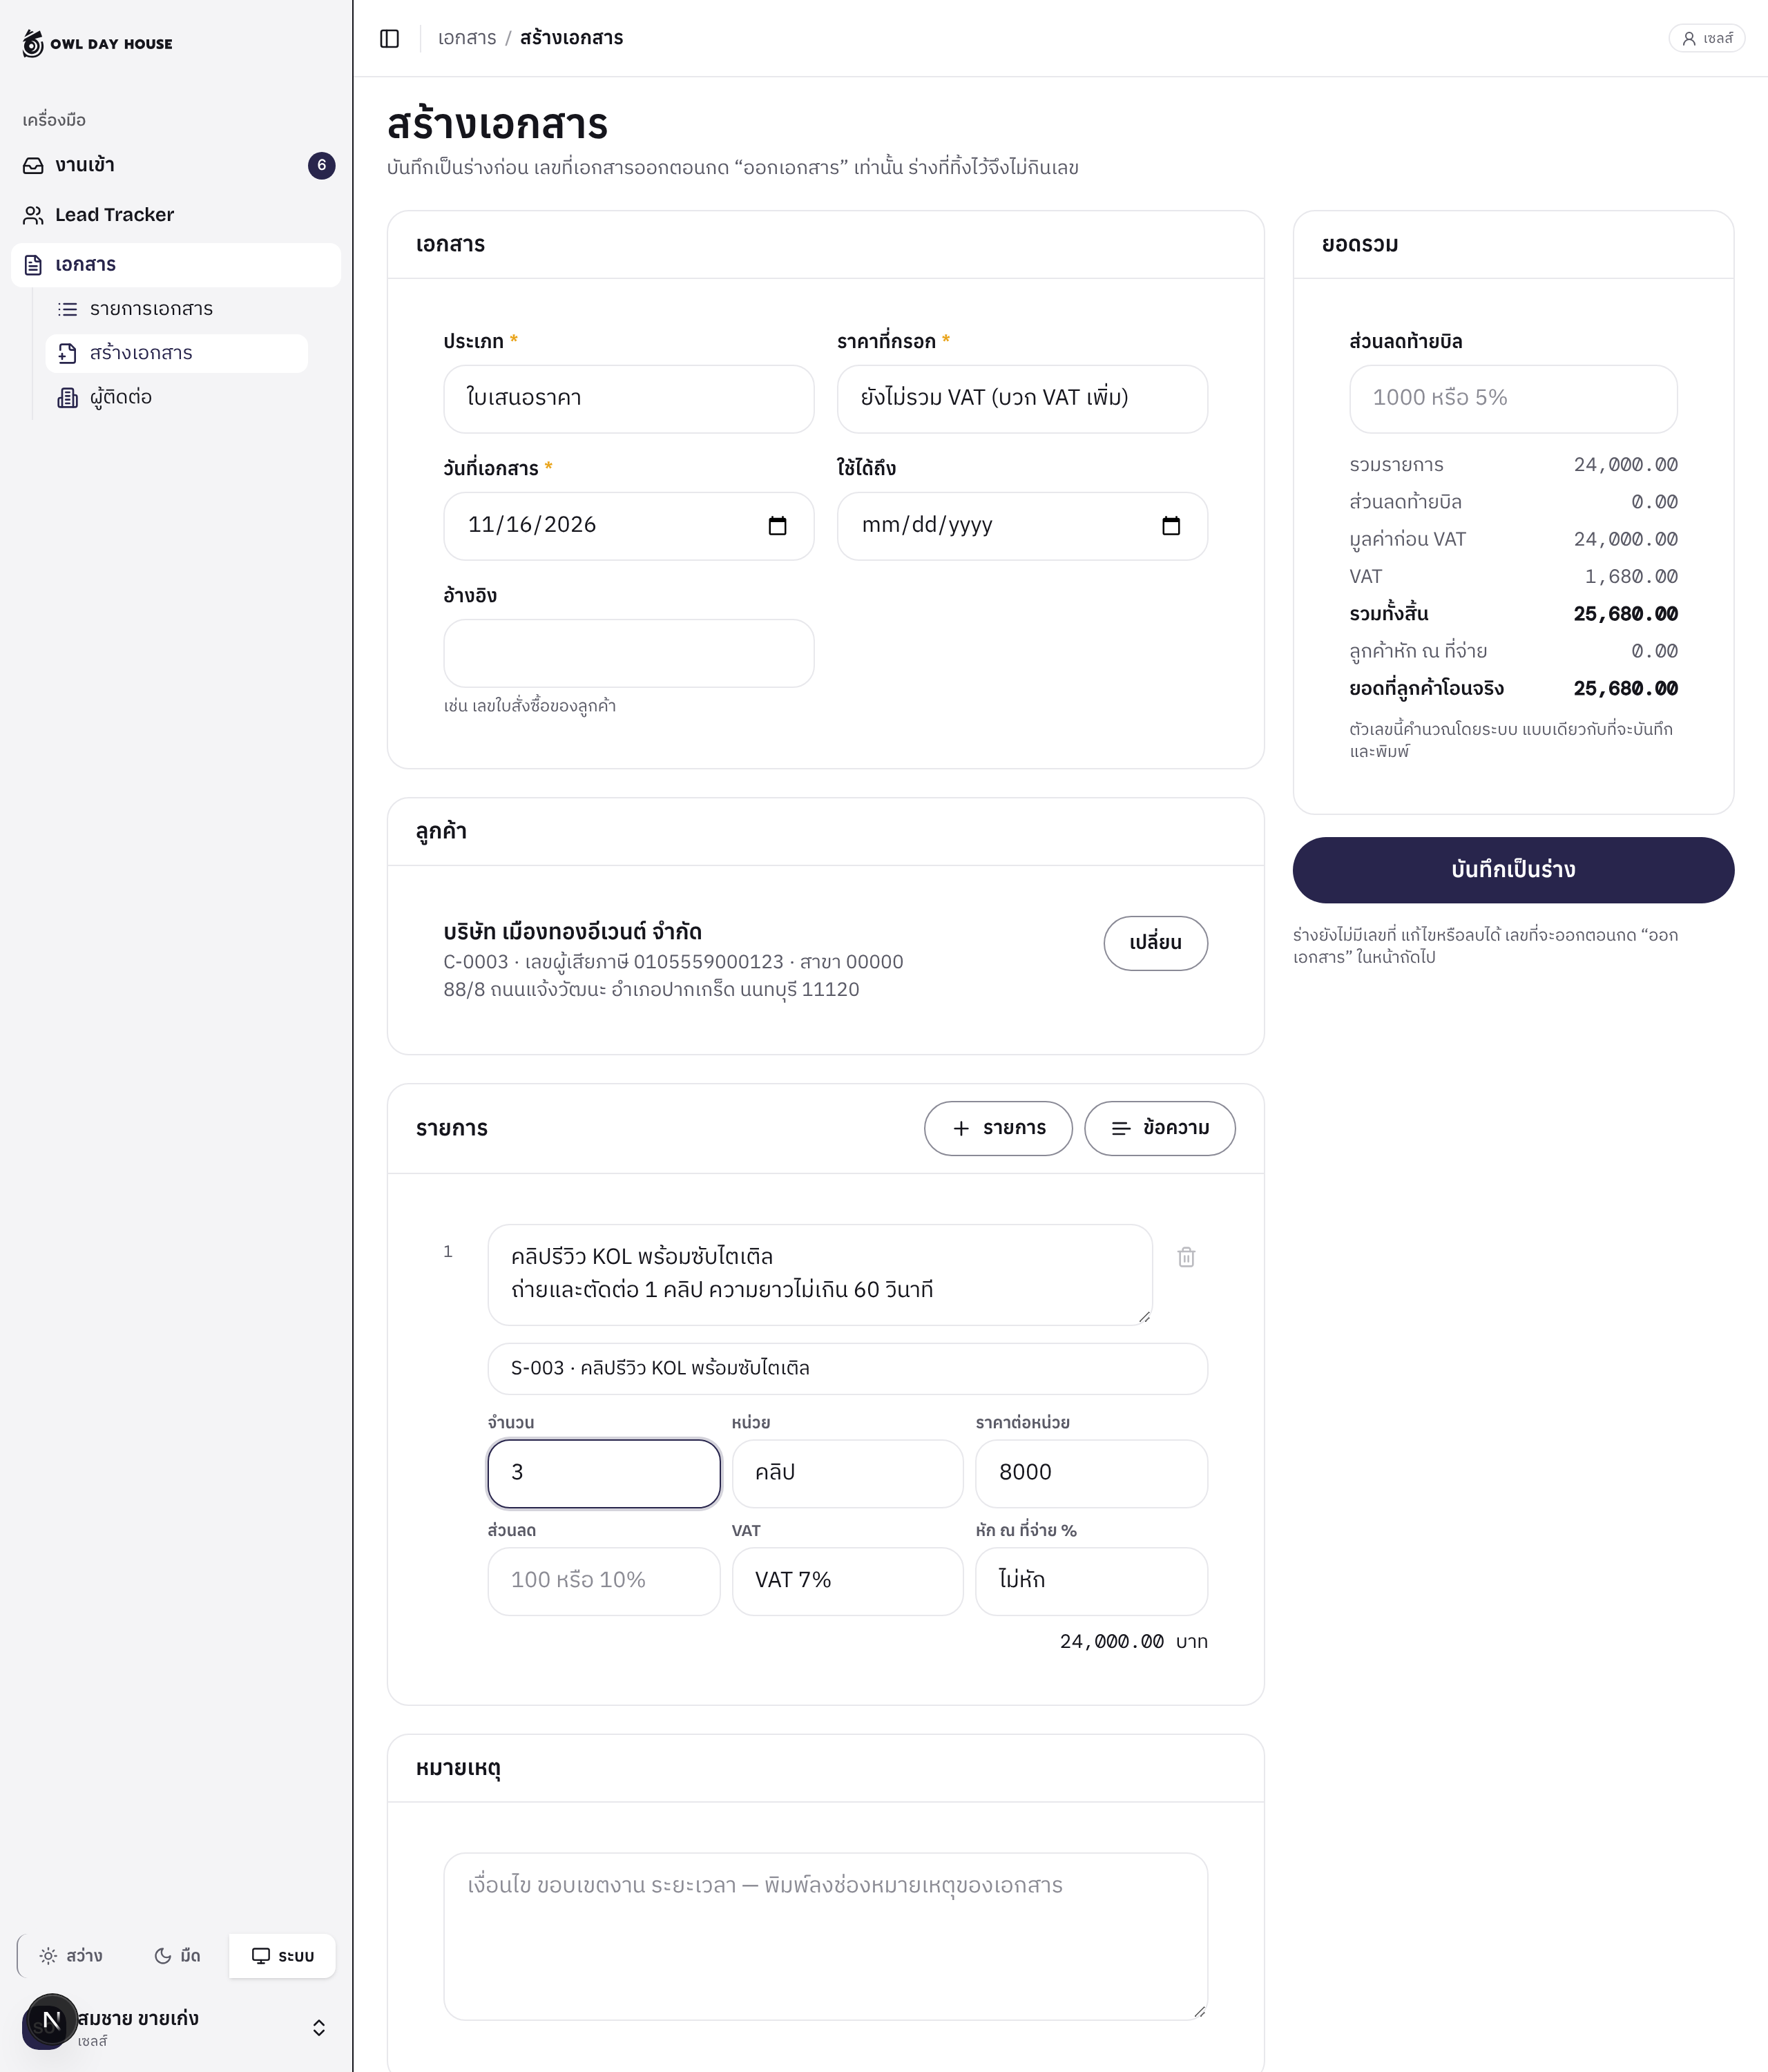 OWL DAY HOUSE
เครื่องมือ
งานเข้า 6
Lead Tracker
เอกสาร
รายการเอกสาร
สร้างเอกสาร
ผู้ติดต่อ
สว่าง มืด ระบบ
N
สมชาย ขายเก่ง
เซลส์
เอกสาร / สร้างเอกสาร
เซลส์
สร้างเอกสาร
บันทึกเป็นร่างก่อน เลขที่เอกสารออกตอนกด “ออกเอกสาร” เท่านั้น ร่างที่ทิ้งไว้จึงไม่กินเลข
เอกสาร
ประเภท * ราคาที่กรอก *
ใบเสนอราคา ยังไม่รวม VAT (บวก VAT เพิ่ม)
วันที่เอกสาร * ใช้ได้ถึง
11/16/2026 mm/dd/yyyy
อ้างอิง
เช่น เลขใบสั่งซื้อของลูกค้า
ลูกค้า
บริษัท เมืองทองอีเวนต์ จำกัด
เปลี่ยน
C-0003 · เลขผู้เสียภาษี 0105559000123 · สาขา 00000
88/8 ถนนแจ้งวัฒนะ อำเภอปากเกร็ด นนทบุรี 11120
รายการ
รายการ ข้อความ
1
คลิปรีวิว KOL พร้อมซับไตเติล
ถ่ายและตัดต่อ 1 คลิป ความยาวไม่เกิน 60 วินาที
S-003 · คลิปรีวิว KOL พร้อมซับไตเติล
จำนวน หน่วย ราคาต่อหน่วย
3 คลิป 8000
ส่วนลด VAT หัก ณ ที่จ่าย %
100 หรือ 10% VAT 7% ไม่หัก
24,000.00 บาท
หมายเหตุ
เงื่อนไข ขอบเขตงาน ระยะเวลา — พิมพ์ลงช่องหมายเหตุของเอกสาร
ยอดรวม
ส่วนลดท้ายบิล
1000 หรือ 5%
รวมรายการ 24,000.00
ส่วนลดท้ายบิล 0.00
มูลค่าก่อน VAT 24,000.00
VAT 1,680.00
รวมทั้งสิ้น 25,680.00
ลูกค้าหัก ณ ที่จ่าย 0.00
ยอดที่ลูกค้าโอนจริง 25,680.00
ตัวเลขนี้คำนวณโดยระบบ แบบเดียวกับที่จะบันทึก
และพิมพ์
บันทึกเป็นร่าง
ร่างยังไม่มีเลขที่ แก้ไขหรือลบได้ เลขที่จะออกตอนกด “ออก
เอกสาร” ในหน้าถัดไป